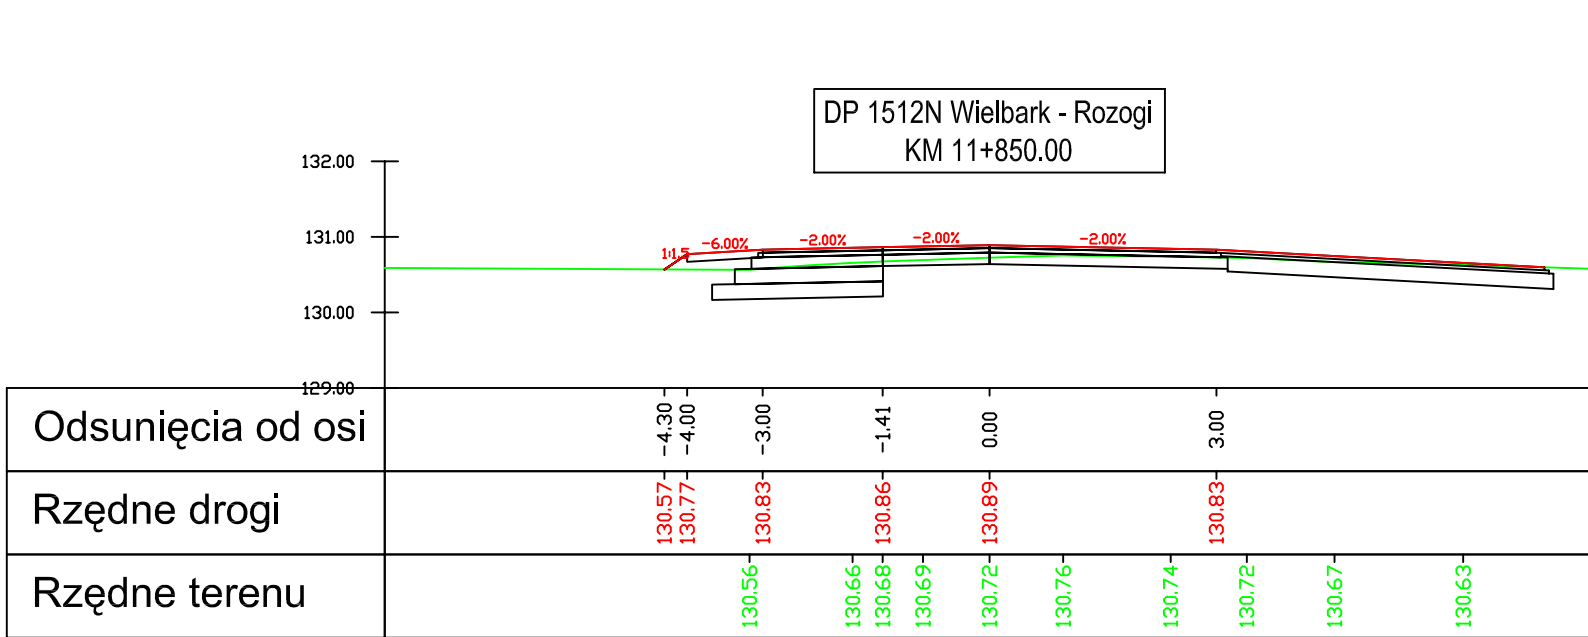 DP 1512N Wielbark - Rozogi
KM 11+850.00
132.00
131.00
130.00
129.00
1:1.5 -6.00% -2.00% -2.00% -2.00%
Odsunięcia od osi -4.30 -4.00 -3.00 -1.41 0.00 3.00
Rzędne drogi 130.57 130.77 130.83 130.86 130.89 130.83
Rzędne terenu 130.56 130.66 130.68 130.69 130.72 130.76 130.74 130.72 130.67 130.63